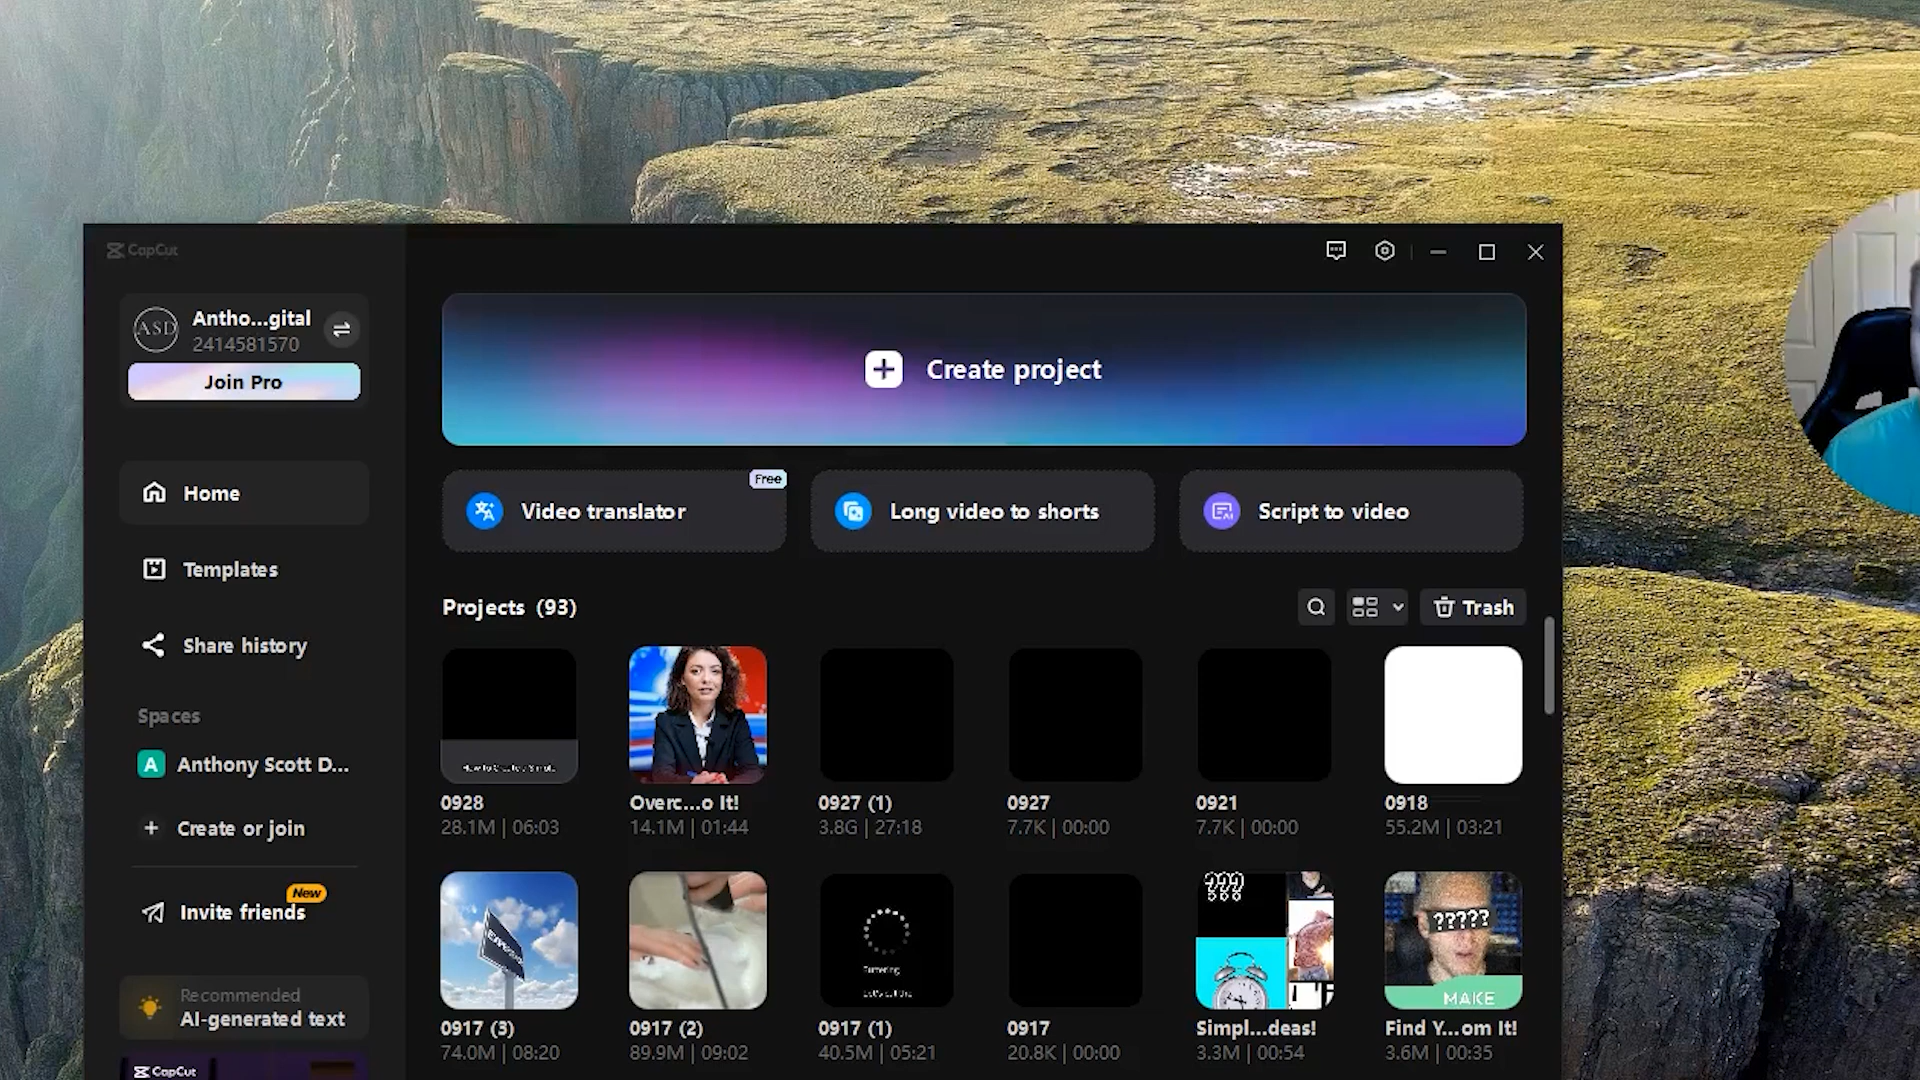 CapCut
ASD
Antho...gital
2414581570
Join Pro
Home
Templates
Share history
Spaces
A
Anthony Scott D...
Create or join
New
Invite friends
Recommended
AI-generated text
CapCut
Create project
Free
Video translator
Long video to shorts
Script to video
Projects (93)
Trash
0928
28.1M | 06:03
Overc...o It!
14.1M | 01:44
0927 (1)
3.8G | 27:18
0927
7.7K | 00:00
0921
7.7K | 00:00
0918
55.2M | 03:21
???
?????
MAKE
0917 (3)
74.0M | 08:20
0917 (2)
89.9M | 09:02
0917 (1)
40.5M | 05:21
0917
20.8K | 00:00
Simpl...deas!
3.3M | 00:54
Find Y...om It!
3.6M | 00:35